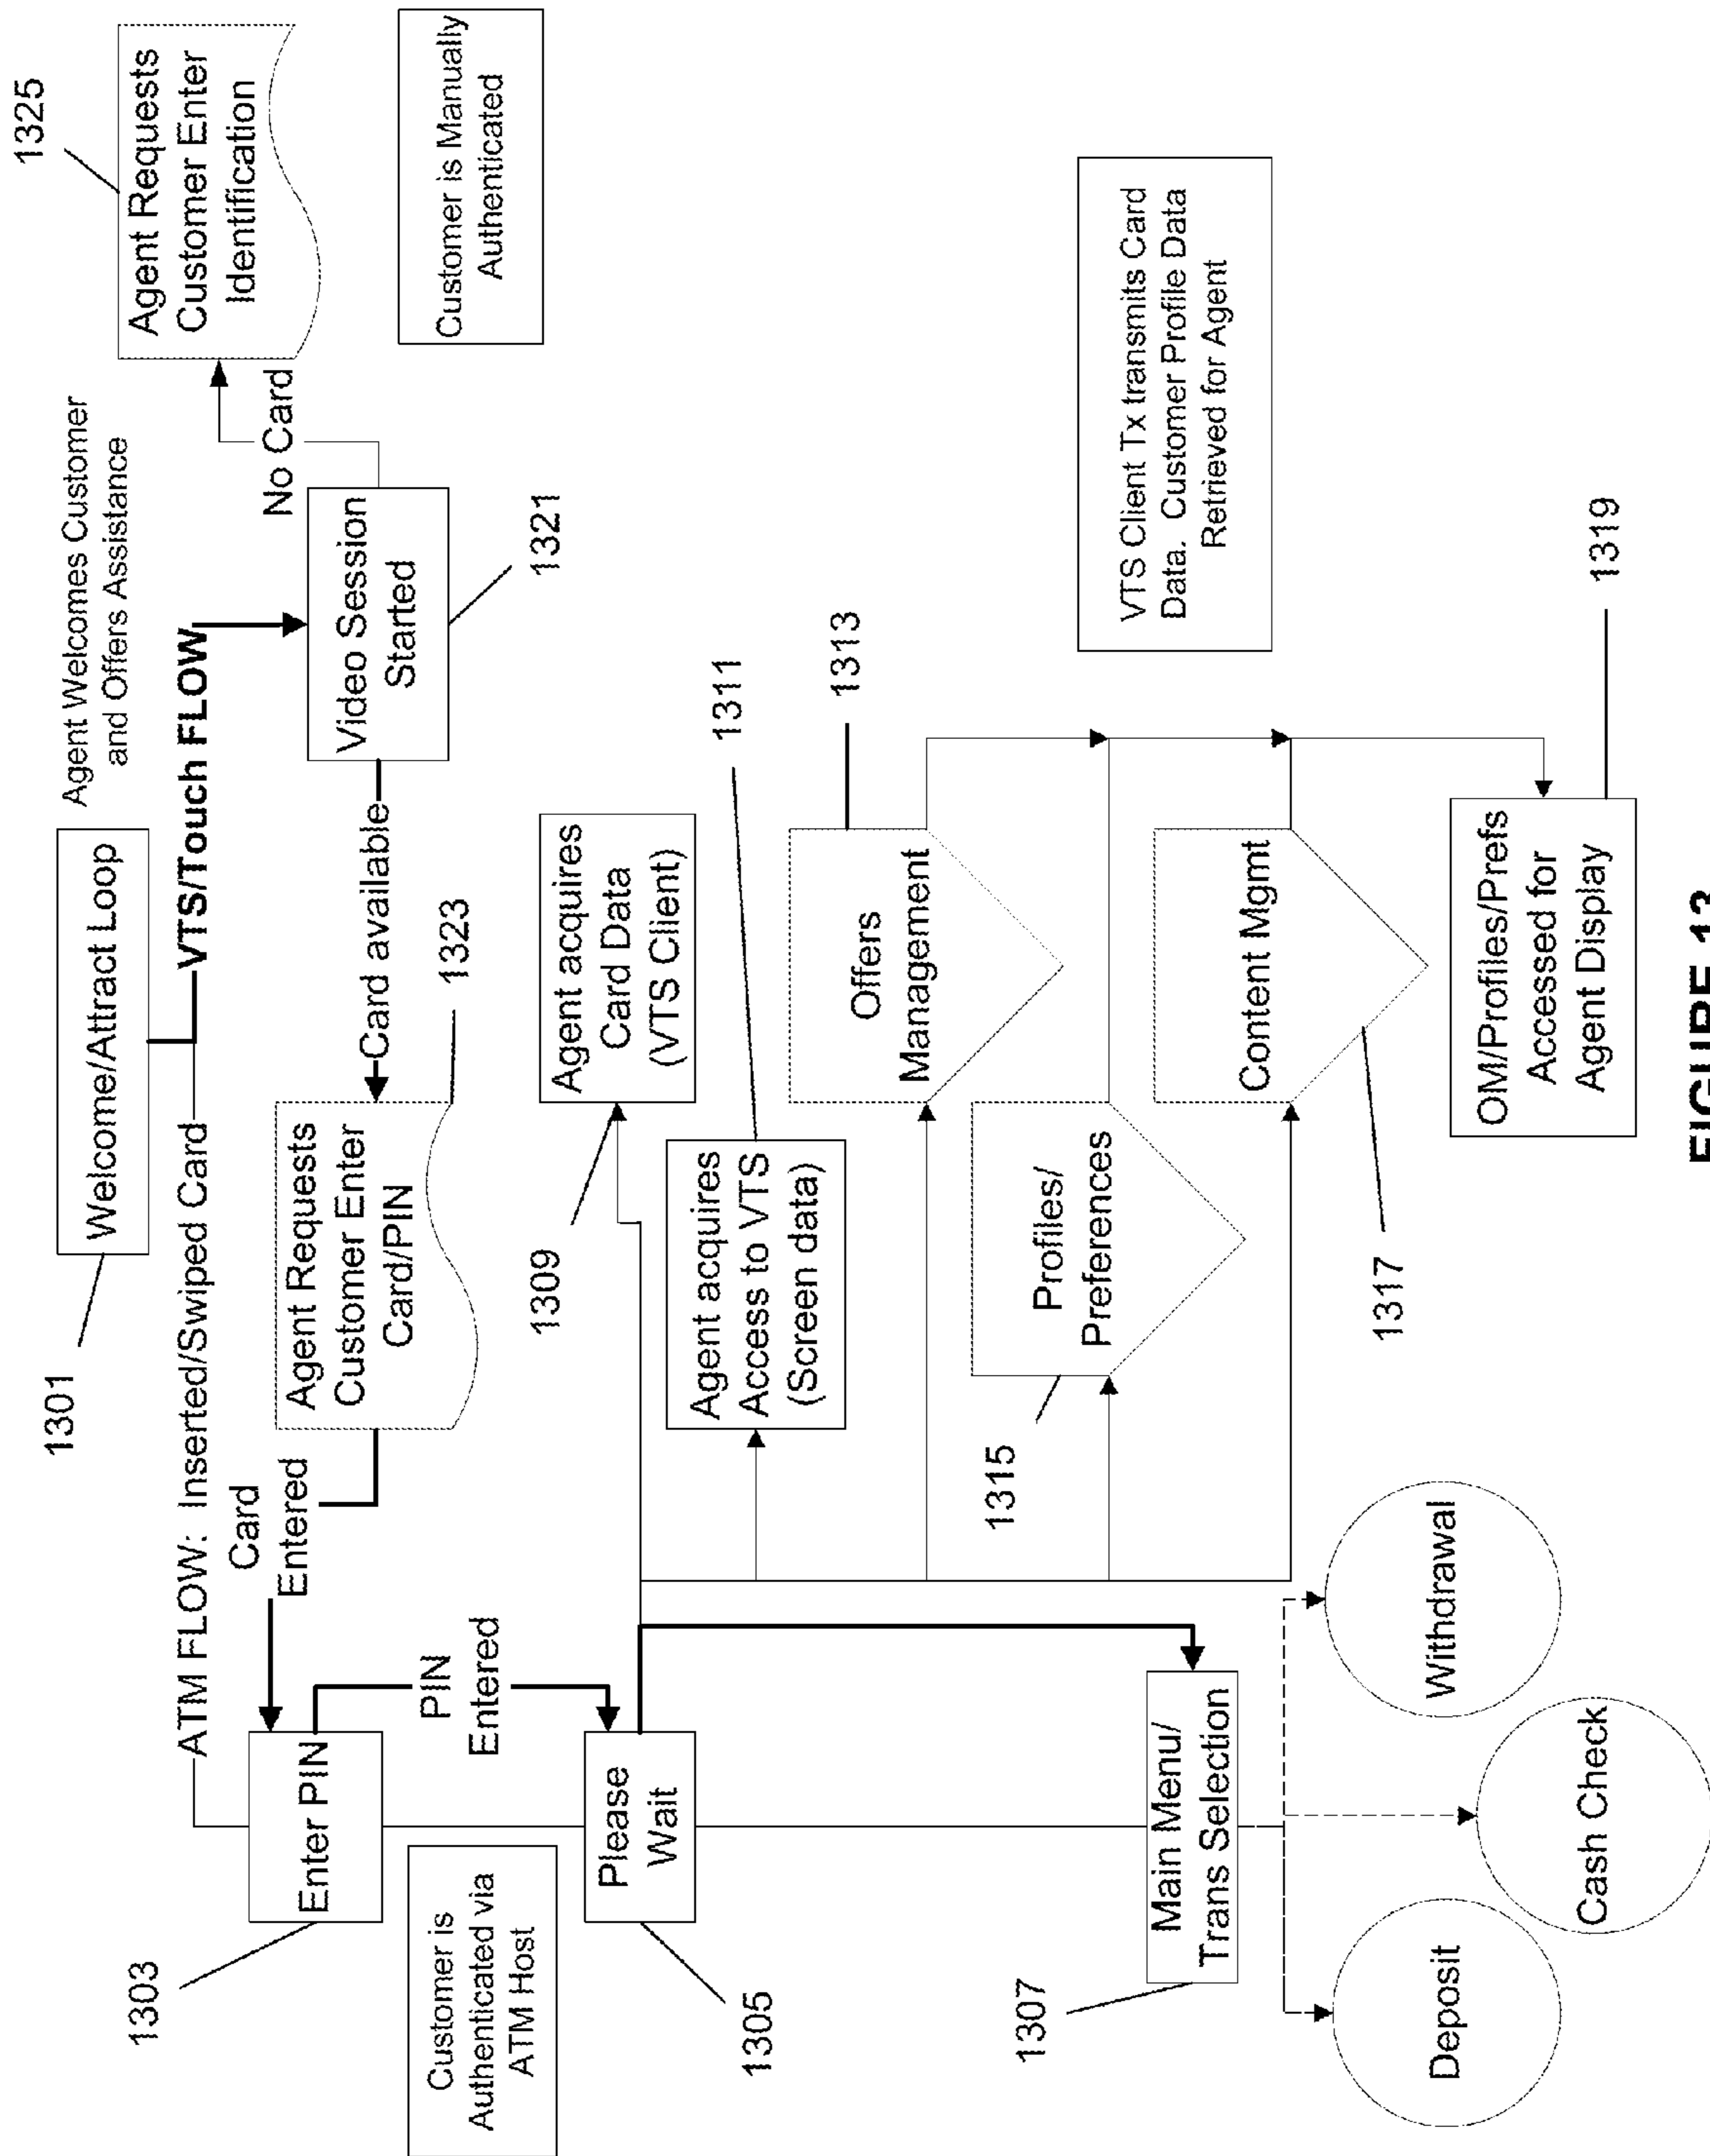 1301
Welcome/Attract Loop
Agent Welcomes Customer
and Offers Assistance
1325
Agent Requests
Customer Enter
Identification
ATM FLOW: Inserted/Swiped Card
VTS/Touch FLOW
No Card
Customer is Manually
Authenticated
Video Session
Started
1321
Card available
Agent Requests
Customer Enter
Card/PIN
1323
Card
Entered
1303
Enter PIN
PIN
Entered
Customer is
Authenticated via
ATM Host
Please
Wait
1305
1309
Agent acquires
Card Data
(VTS Client)
Agent acquires
Access to VTS
(Screen data)
1311
Offers
Management
1313
1315
Profiles/
Preferences
Content Mgmt
1317
VTS Client Tx transmits Card
Data. Customer Profile Data
Retrieved for Agent
1307
Main Menu/
Trans Selection
Deposit
Cash Check
Withdrawal
OM/Profiles/Prefs
Accessed for
Agent Display
1319
FIGURE 13